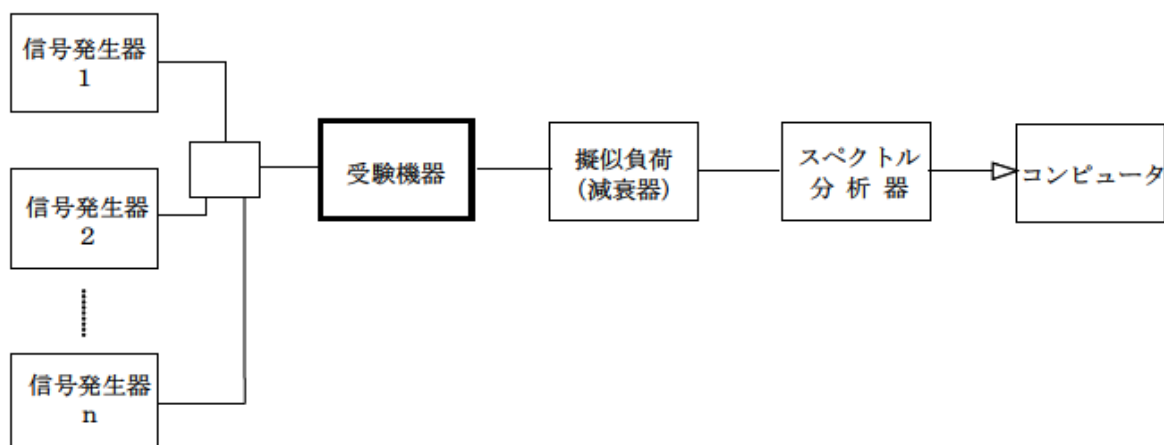 信号発生器
1
信号発生器
2
信号発生器
n
受験機器
擬似負荷
(減衰器)
スペクトル
分 析 器
コンピュータ